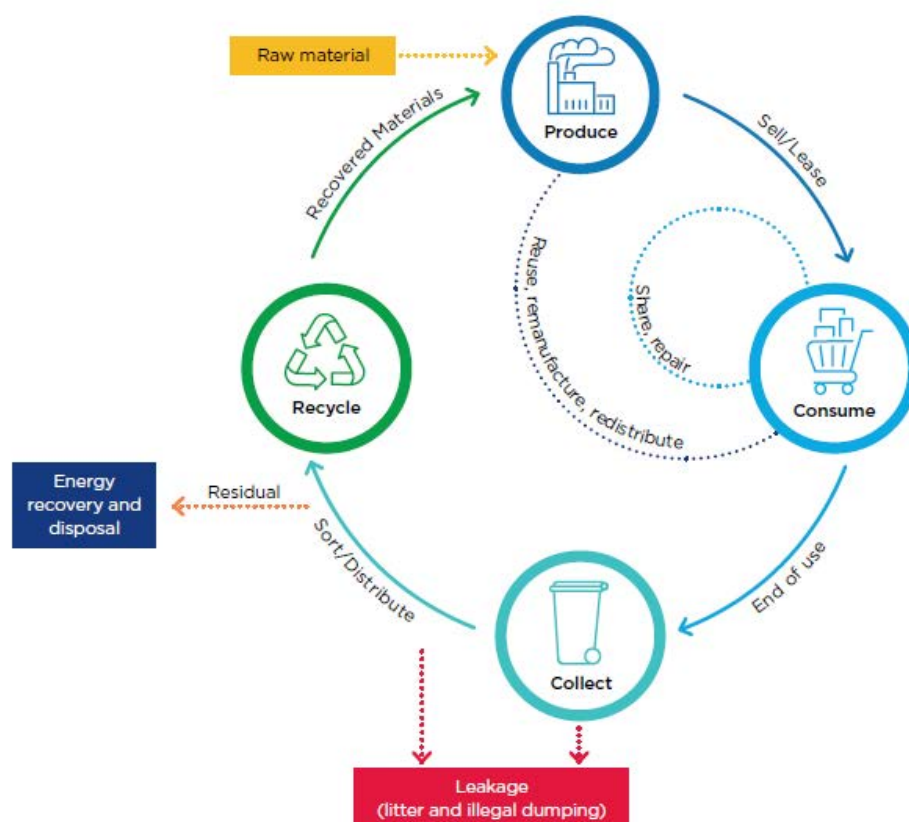 Raw material
Produce
Recovered Materials
Sell/Lease
Reuse, remanufacture, redistribute
Share, repair
Recycle
Consume
Energy
recovery and
disposal
Residual
Sort/Distribute
End of use
Collect
Leakage
(litter and illegal dumping)